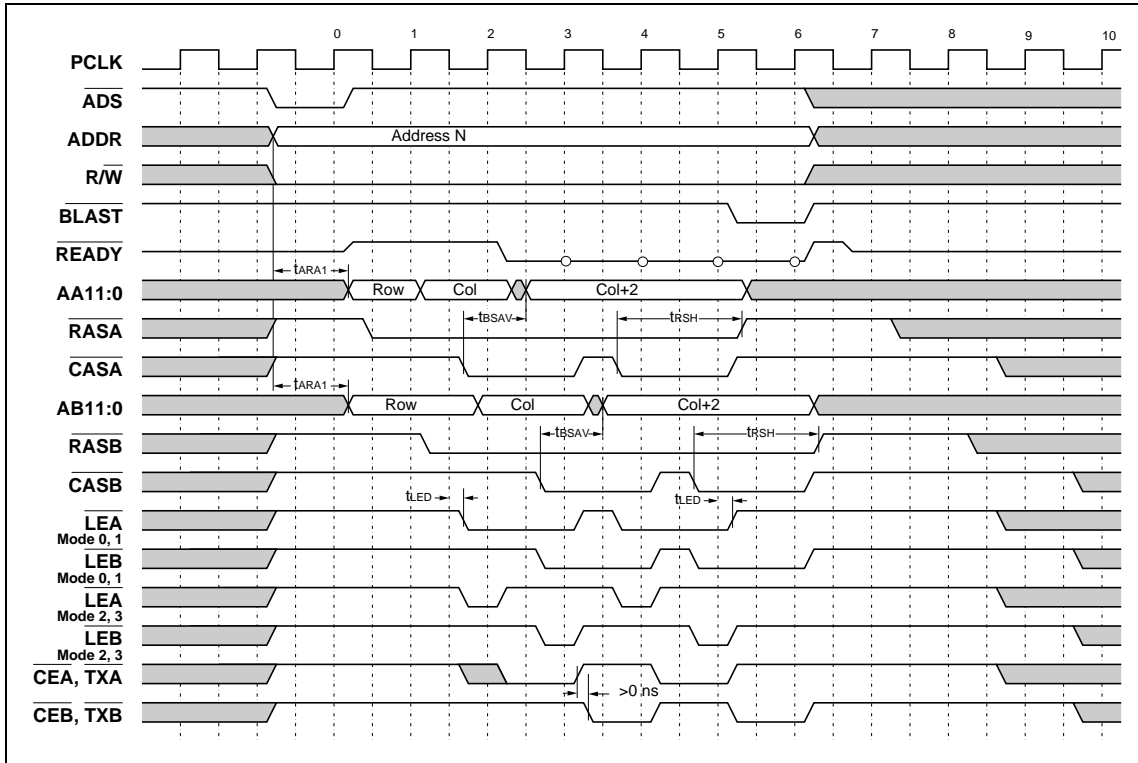 0 1 2 3 4 5 6 7 8 9 10
PCLK
ADS
ADDR Address N
R/W
BLAST
READY
tARA1
AA11:0 Row Col Col+2
tBSAV tRSH
RASA
CASA
tARA1
AB11:0 Row Col Col+2
tBSAV tRSH
RASB
CASB
tLED tLED
LEA
Mode 0, 1
LEB
Mode 0, 1
LEA
Mode 2, 3
LEB
Mode 2, 3
CEA, TXA
>0 ns
CEB, TXB